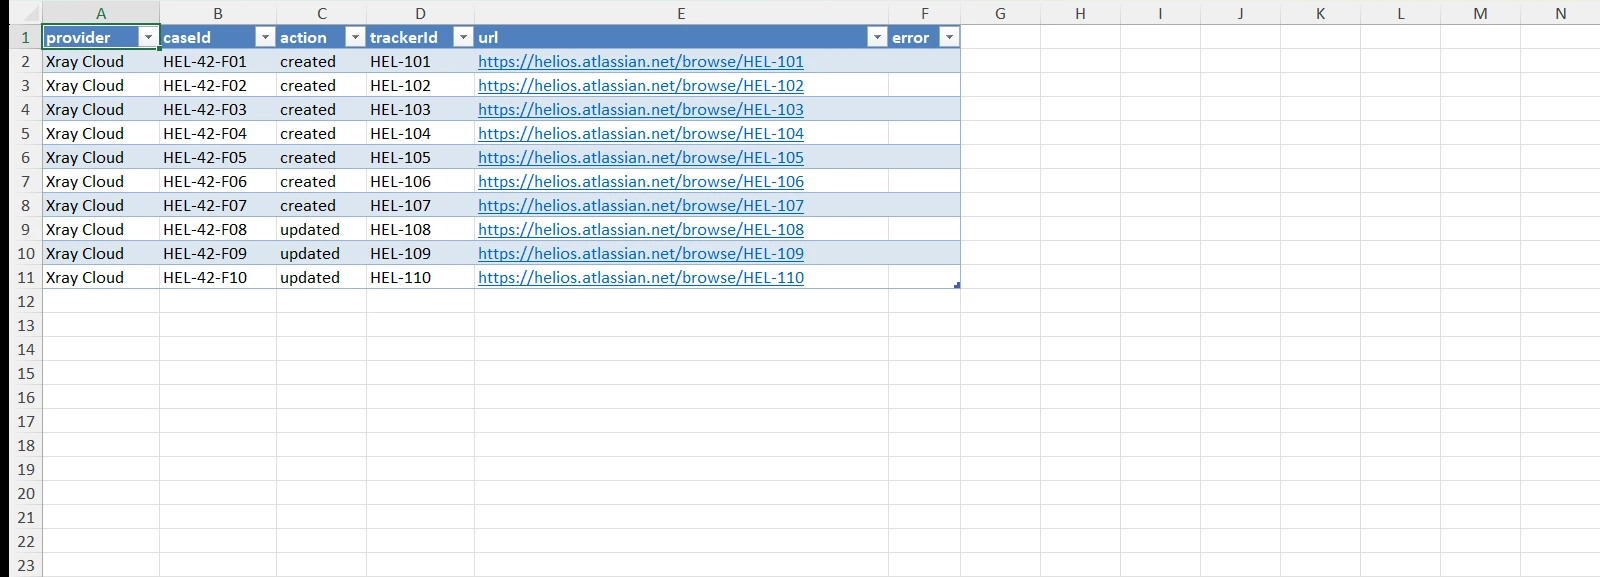 A B C D E F G H I J K L M N
1 provider caseId action trackerId url error
2 Xray Cloud HEL-42-F01 created HEL-101 https://helios.atlassian.net/browse/HEL-101
3 Xray Cloud HEL-42-F02 created HEL-102 https://helios.atlassian.net/browse/HEL-102
4 Xray Cloud HEL-42-F03 created HEL-103 https://helios.atlassian.net/browse/HEL-103
5 Xray Cloud HEL-42-F04 created HEL-104 https://helios.atlassian.net/browse/HEL-104
6 Xray Cloud HEL-42-F05 created HEL-105 https://helios.atlassian.net/browse/HEL-105
7 Xray Cloud HEL-42-F06 created HEL-106 https://helios.atlassian.net/browse/HEL-106
8 Xray Cloud HEL-42-F07 created HEL-107 https://helios.atlassian.net/browse/HEL-107
9 Xray Cloud HEL-42-F08 updated HEL-108 https://helios.atlassian.net/browse/HEL-108
10 Xray Cloud HEL-42-F09 updated HEL-109 https://helios.atlassian.net/browse/HEL-109
11 Xray Cloud HEL-42-F10 updated HEL-110 https://helios.atlassian.net/browse/HEL-110
12
13
14
15
16
17
18
19
20
21
22
23